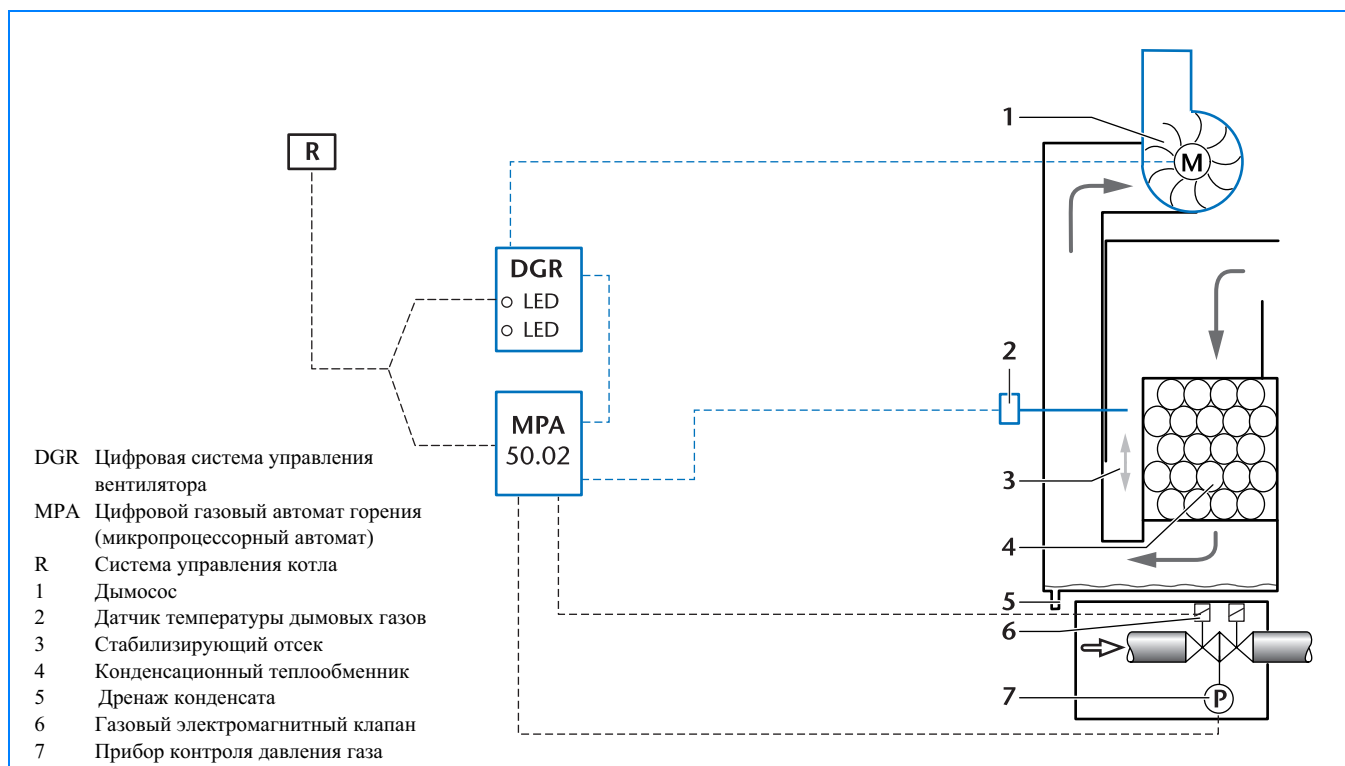 1
M
R
DGR
LED
LED
2
MPA
50.02
3
4
5
6
7
P
DGR Цифровая система управления
вентилятора
MPA Цифровой газовый автомат горения
(микропроцессорный автомат)
R Система управления котла
1 Дымосос
2 Датчик температуры дымовых газов
3 Стабилизирующий отсек
4 Конденсационный теплообменник
5 Дренаж конденсата
6 Газовый электромагнитный клапан
7 Прибор контроля давления газа